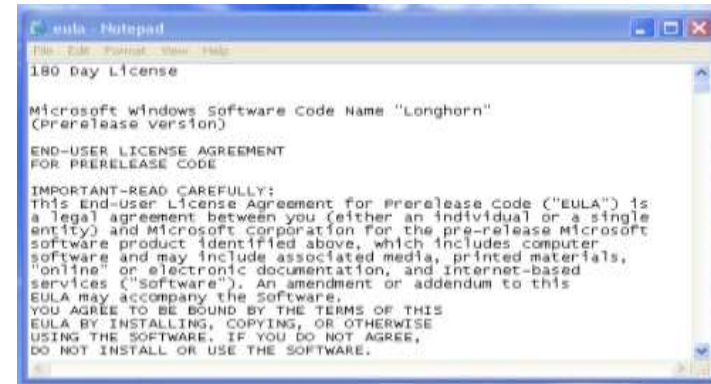 eula - Notepad
File Edit Format View Help
180 Day License
Microsoft Windows Software Code Name "Longhorn"
(Prerelease Version)
END-USER LICENSE AGREEMENT
FOR PRERELEASE CODE
IMPORTANT-READ CAREFULLY:
This End-User License Agreement for Prerelease Code ("EULA") is
a legal agreement between you (either an individual or a single
entity) and Microsoft Corporation for the pre-release Microsoft
software product identified above, which includes computer
software and may include associated media, printed materials,
"online" or electronic documentation, and Internet-based
services ("Software"). An amendment or addendum to this
EULA may accompany the Software.
YOU AGREE TO BE BOUND BY THE TERMS OF THIS
EULA BY INSTALLING, COPYING, OR OTHERWISE
USING THE SOFTWARE. IF YOU DO NOT AGREE,
DO NOT INSTALL OR USE THE SOFTWARE.